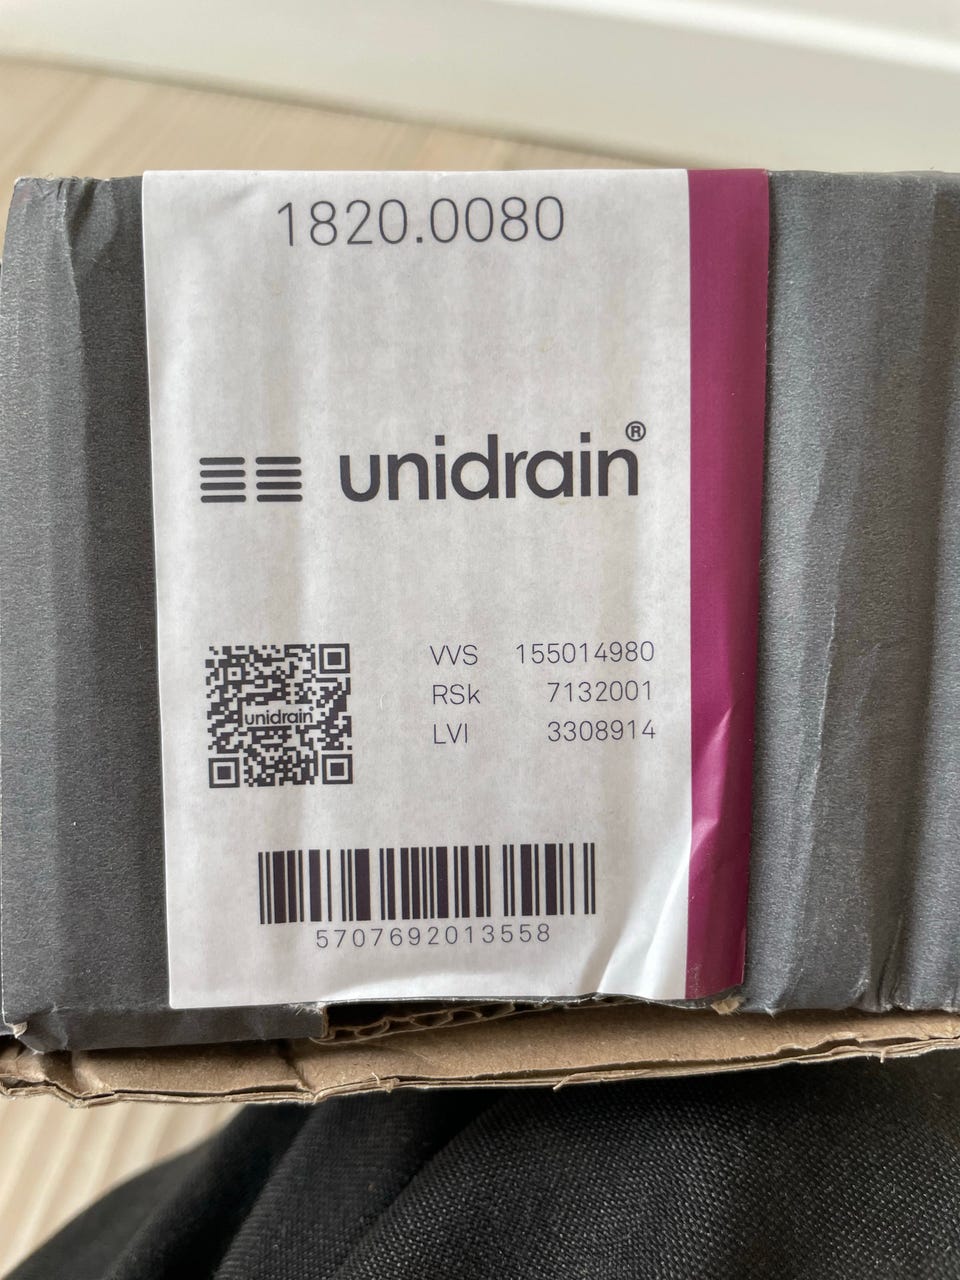 1820.0080
unidrain®
unidrain
VVS 155014980
RSk 7132001
LVI 3308914
5707692013558